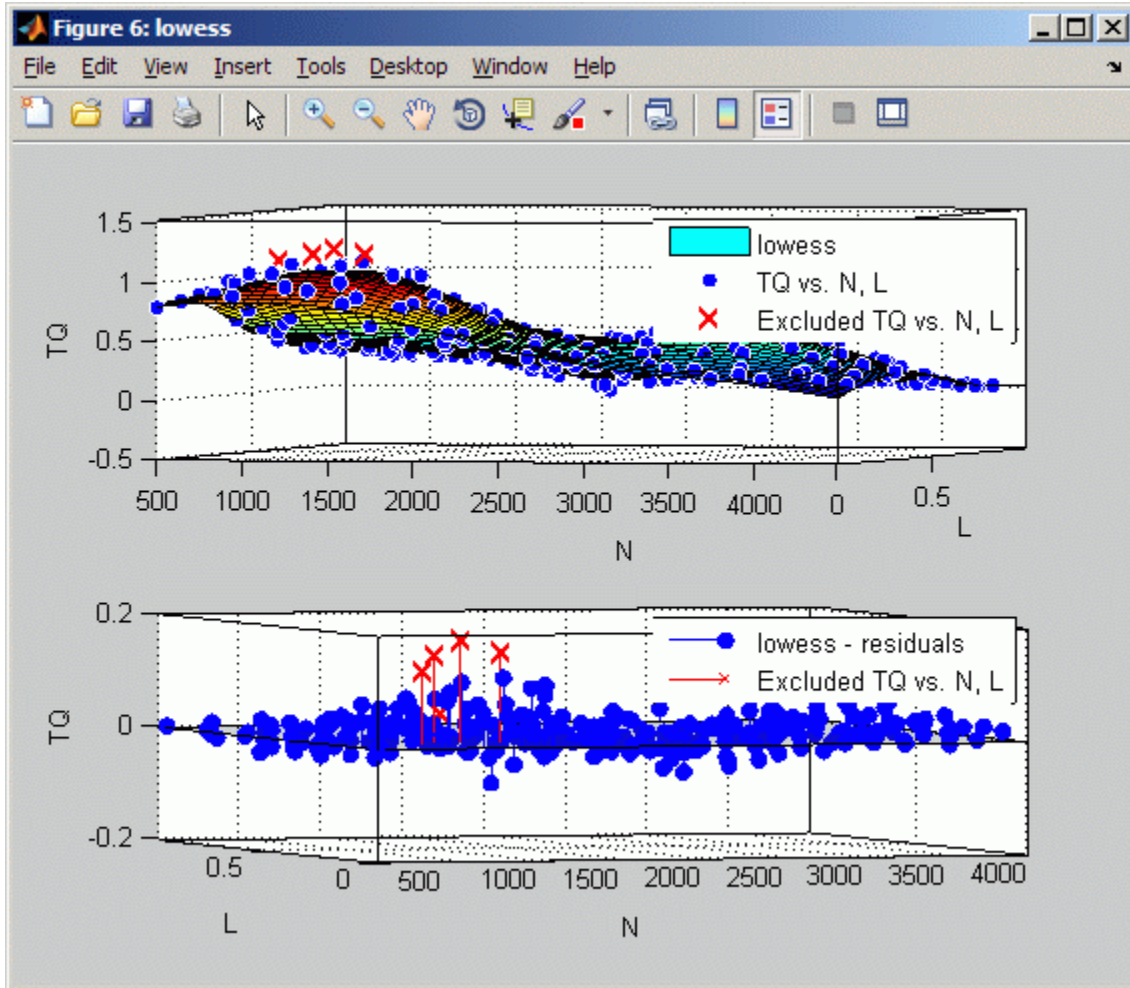 Figure 6: lowess
File Edit View Insert Tools Desktop Window Help
1.5
1
0.5
0
-0.5
TQ
lowess
TQ vs. N, L
Excluded TQ vs. N, L
500 1000 1500 2000 2500 3000 3500 4000 0 0.5
N
L
0.2
0
-0.2
TQ
lowess - residuals
Excluded TQ vs. N, L
0.5 0 500 1000 1500 2000 2500 3000 3500 4000
L
N